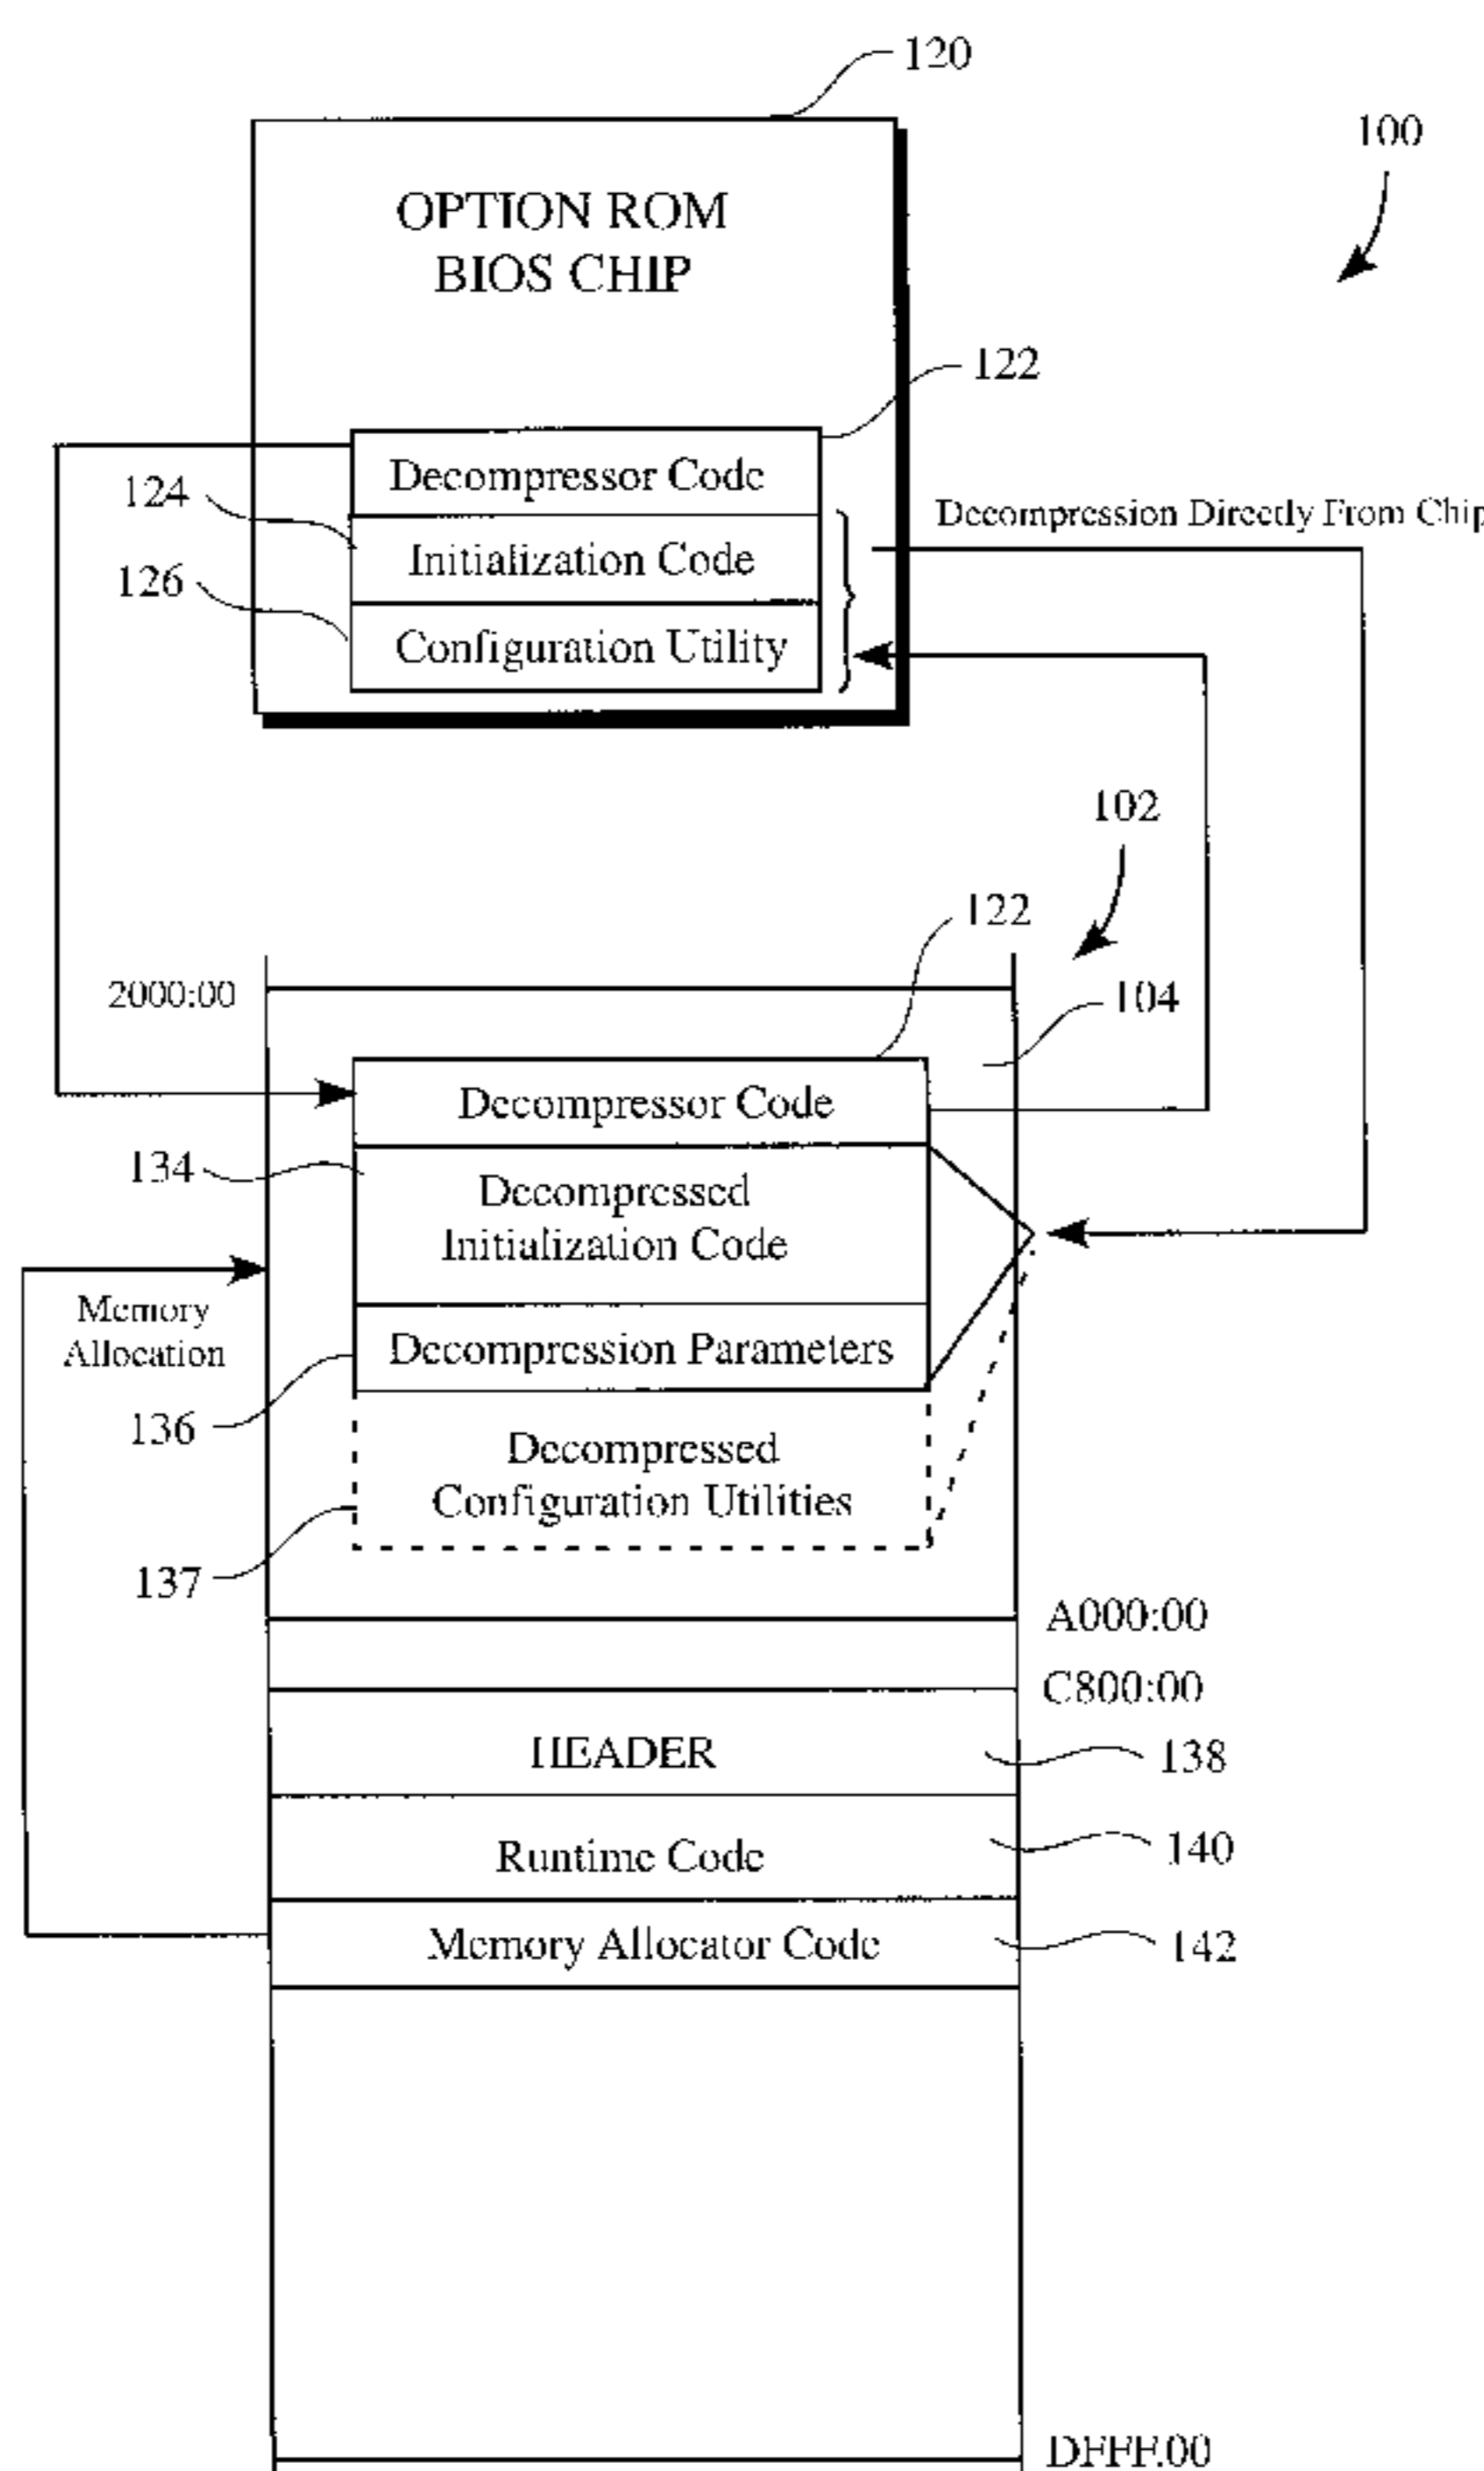 120
100
OPTION ROM
BIOS CHIP
122
Decompressor Code
124
Decompression Directly From Chip
Initialization Code
126
Configuration Utility
102
122
2000:00
104
Decompressor Code
134
Decompressed
Initialization Code
Memory
Allocation
Decompression Parameters
136
Decompressed
Configuration Utilities
137
A000:00
C800:00
HEADER
138
Runtime Code
140
Memory Allocator Code
142
DFFF.00